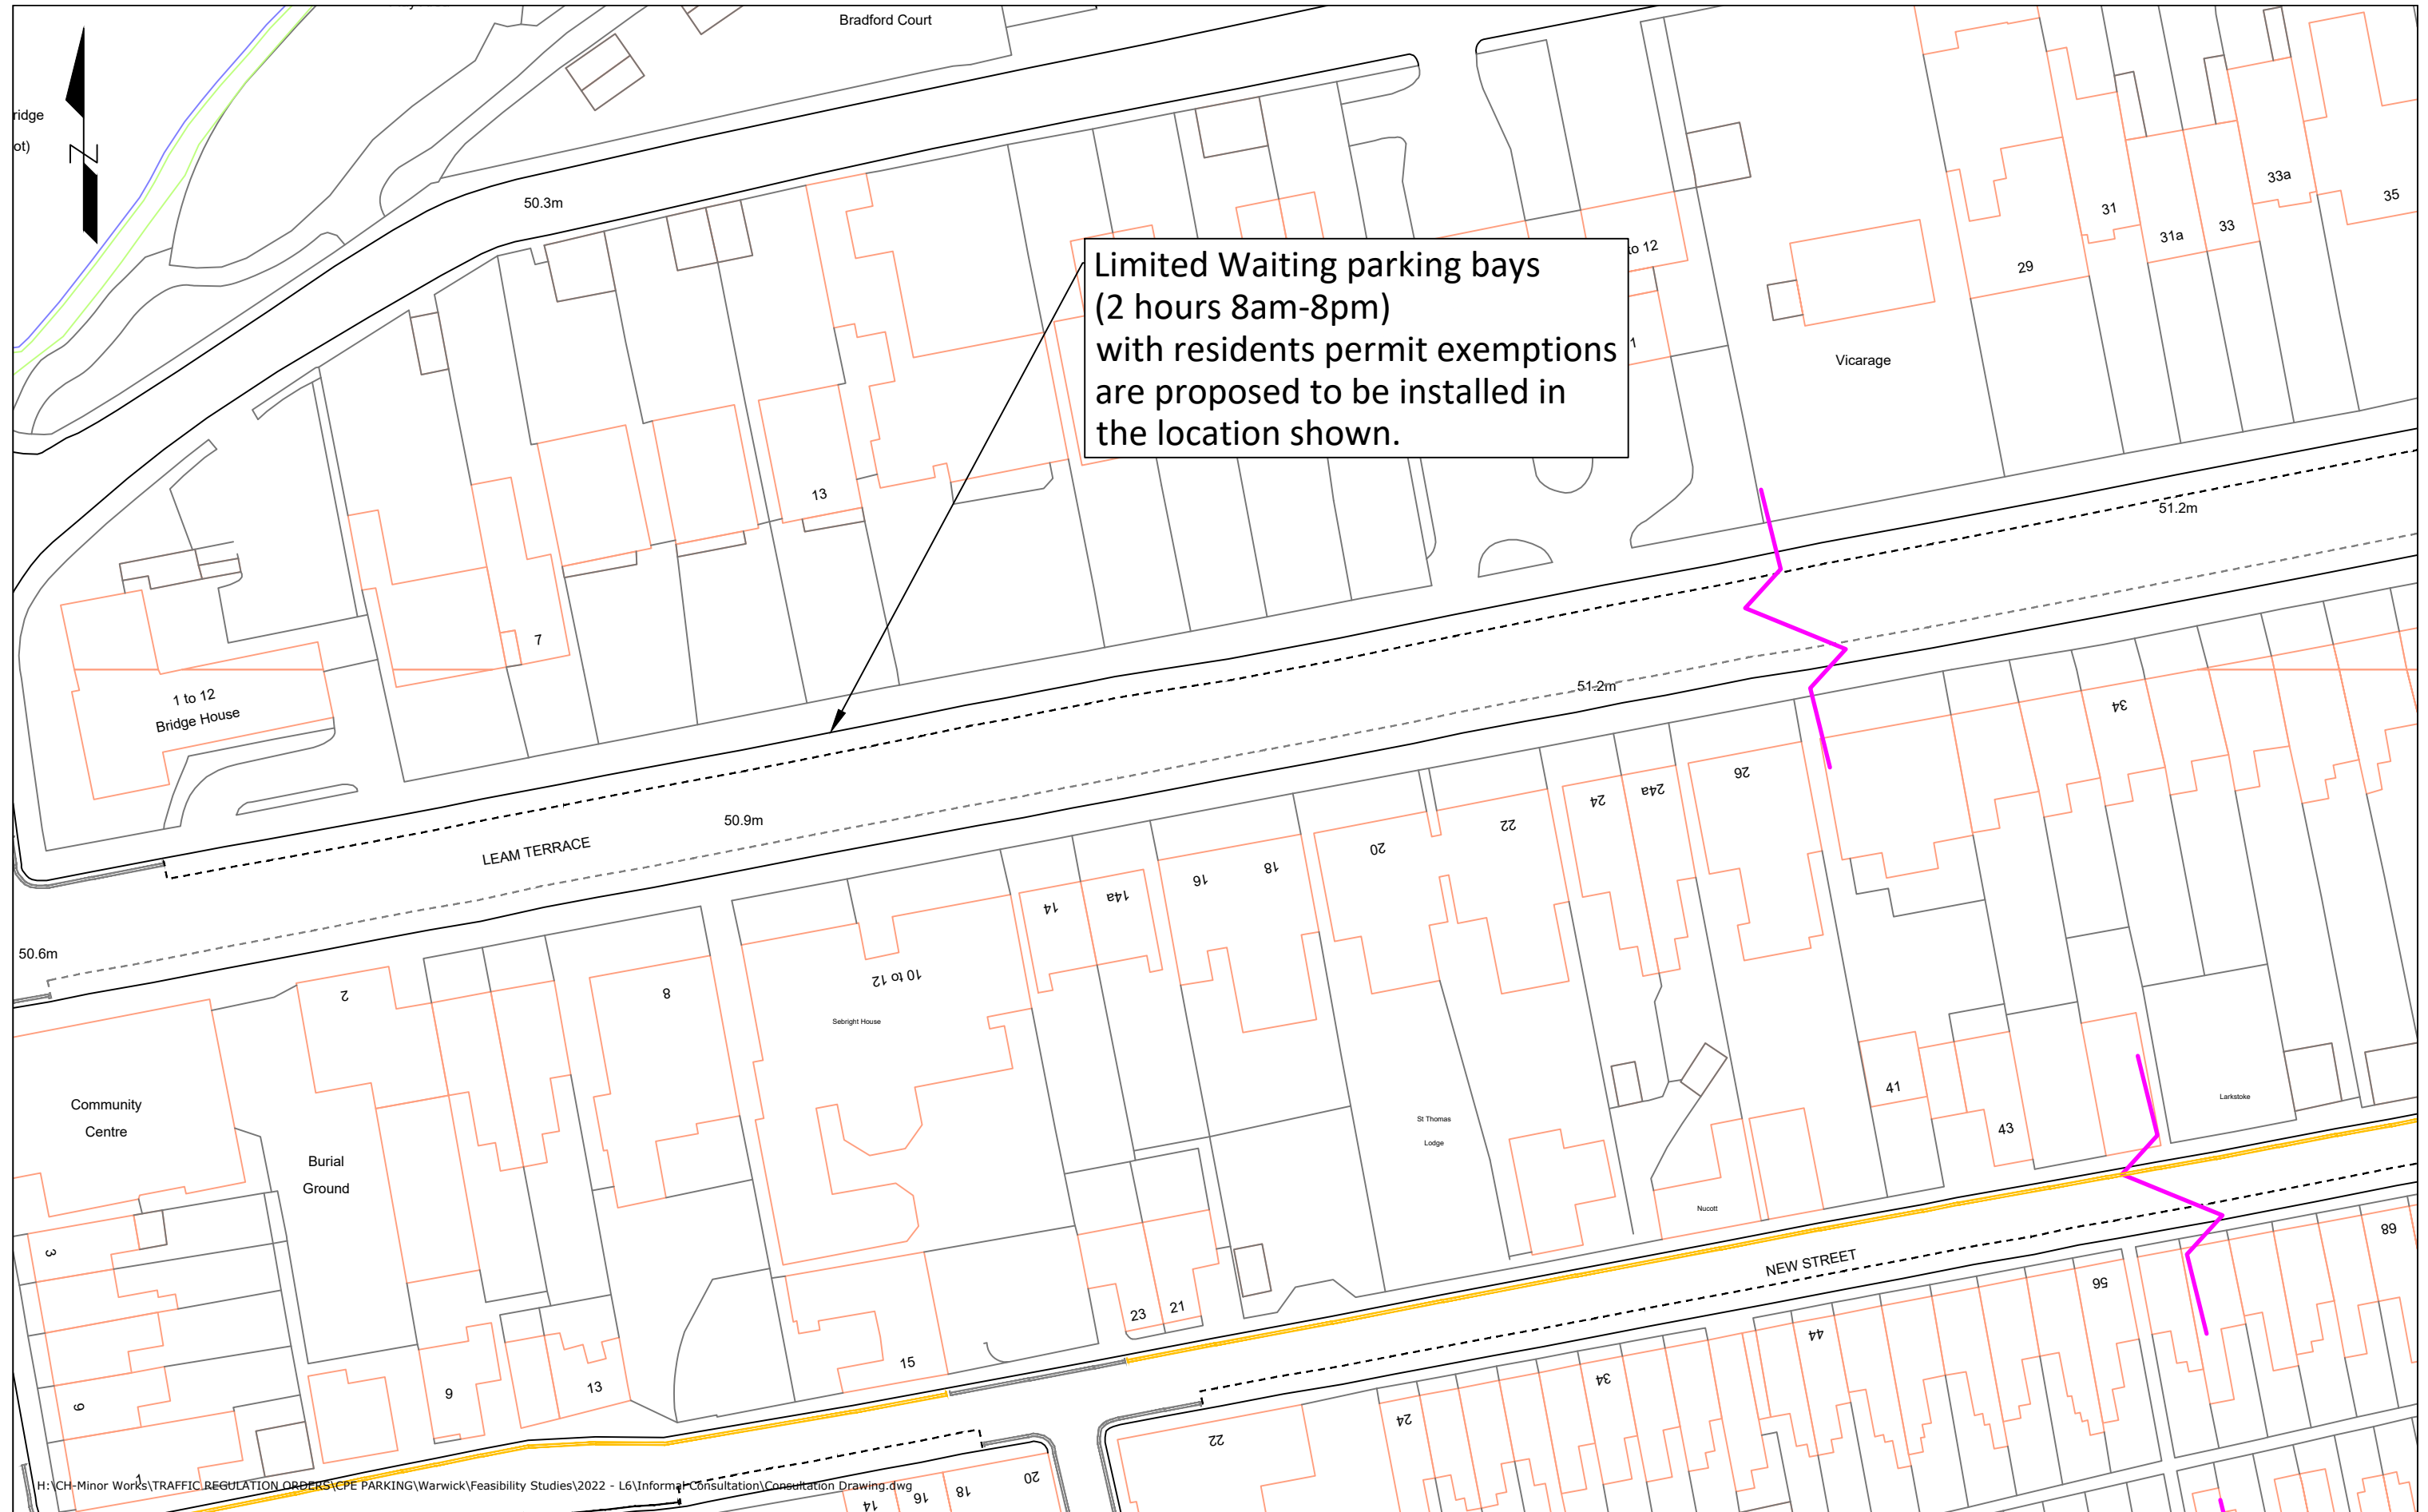 Bradford Court
ridge
ot)
50.3m
Limited Waiting parking bays
(2 hours 8am-8pm)
with residents permit exemptions
are proposed to be installed in
the location shown.
to 12
1
Vicarage
29
31
31a
33
33a
35
13
7
1 to 12
Bridge House
51.2m
51.2m
50.9m
LEAM TERRACE
50.6m
34
26
24a
24
22
20
18
16
14a
14
10 to 12
Sebright House
8
2
Community
Centre
Burial
Ground
St Thomas
Lodge
Nucott
41
43
Larkstoke
3
9
1
9
13
15
23
21
NEW STREET
68
56
44
34
24
22
20
18
16
14
H:\CH-Minor Works\TRAFFIC REGULATION ORDERS\CPE PARKING\Warwick\Feasibility Studies\2022 - L6\Informal Consultation\Consultation Drawing.dwg